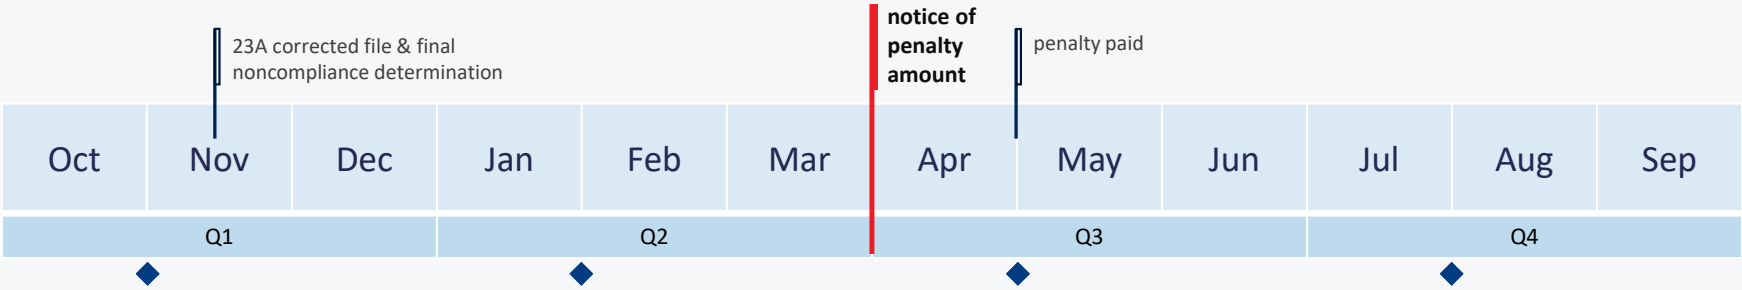 23A corrected file & final
noncompliance determination
notice of
penalty
amount
penalty paid
Oct Nov Dec Jan Feb Mar Apr May Jun Jul Aug Sep
Q1 Q2 Q3 Q4